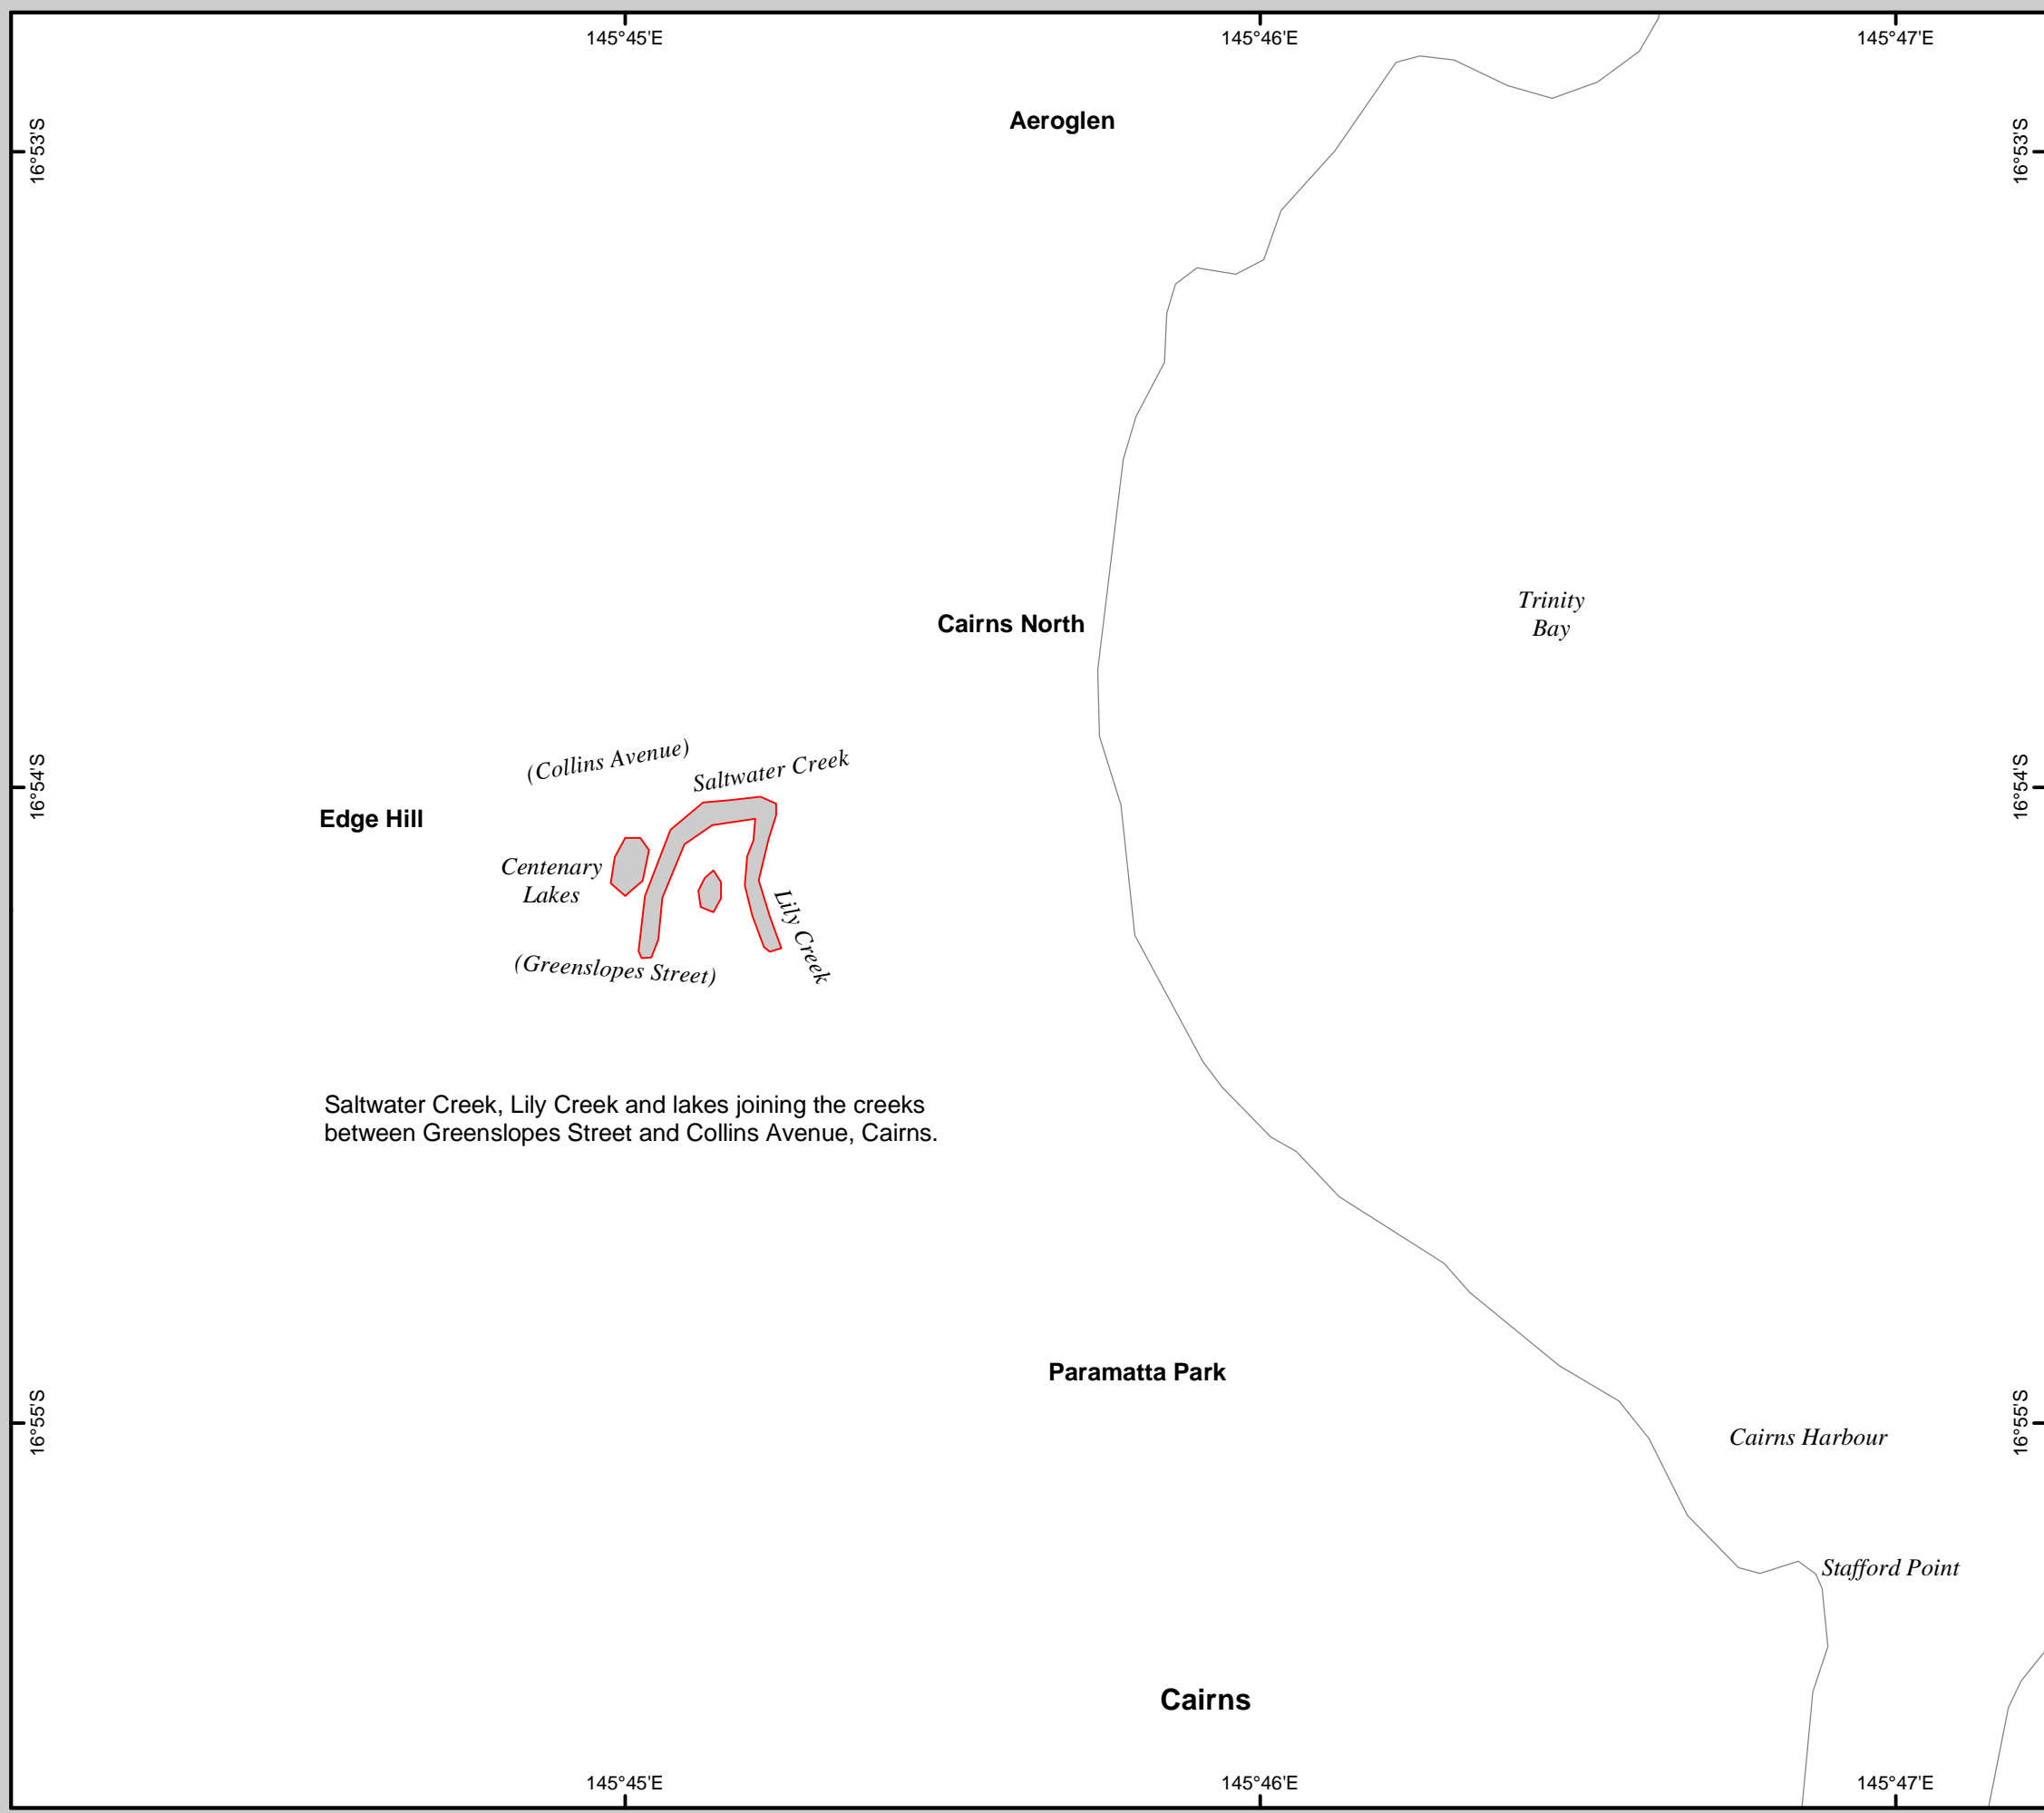 145°45'E
145°46'E
145°47'E
Aeroglen
16°53'S
16°53'S
Trinity
Bay
Cairns North
(Collins Avenue)
Saltwater Creek
16°54'S
16°54'S
Edge Hill
Centenary
Lakes
Lily Creek
(Greenslopes Street)
Saltwater Creek, Lily Creek and lakes joining the creeks
between Greenslopes Street and Collins Avenue, Cairns.
Paramatta Park
16°55'S
16°55'S
Cairns Harbour
Stafford Point
Cairns
145°45'E
145°46'E
145°47'E